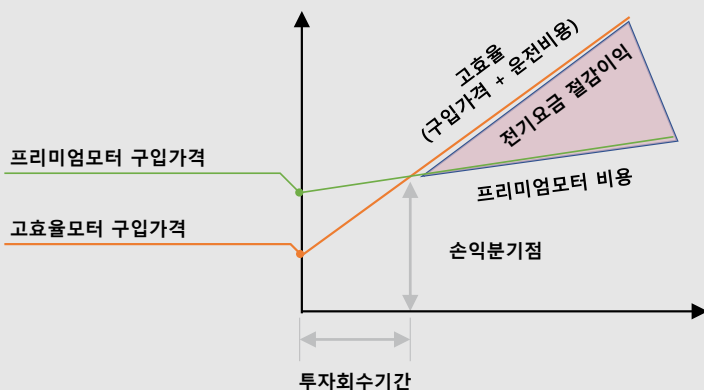 고효율
(구입가격 + 운전비용)
전기요금 절감이익
프리미엄모터 구입가격
프리미엄모터 비용
고효율모터 구입가격
손익분기점
투자회수기간